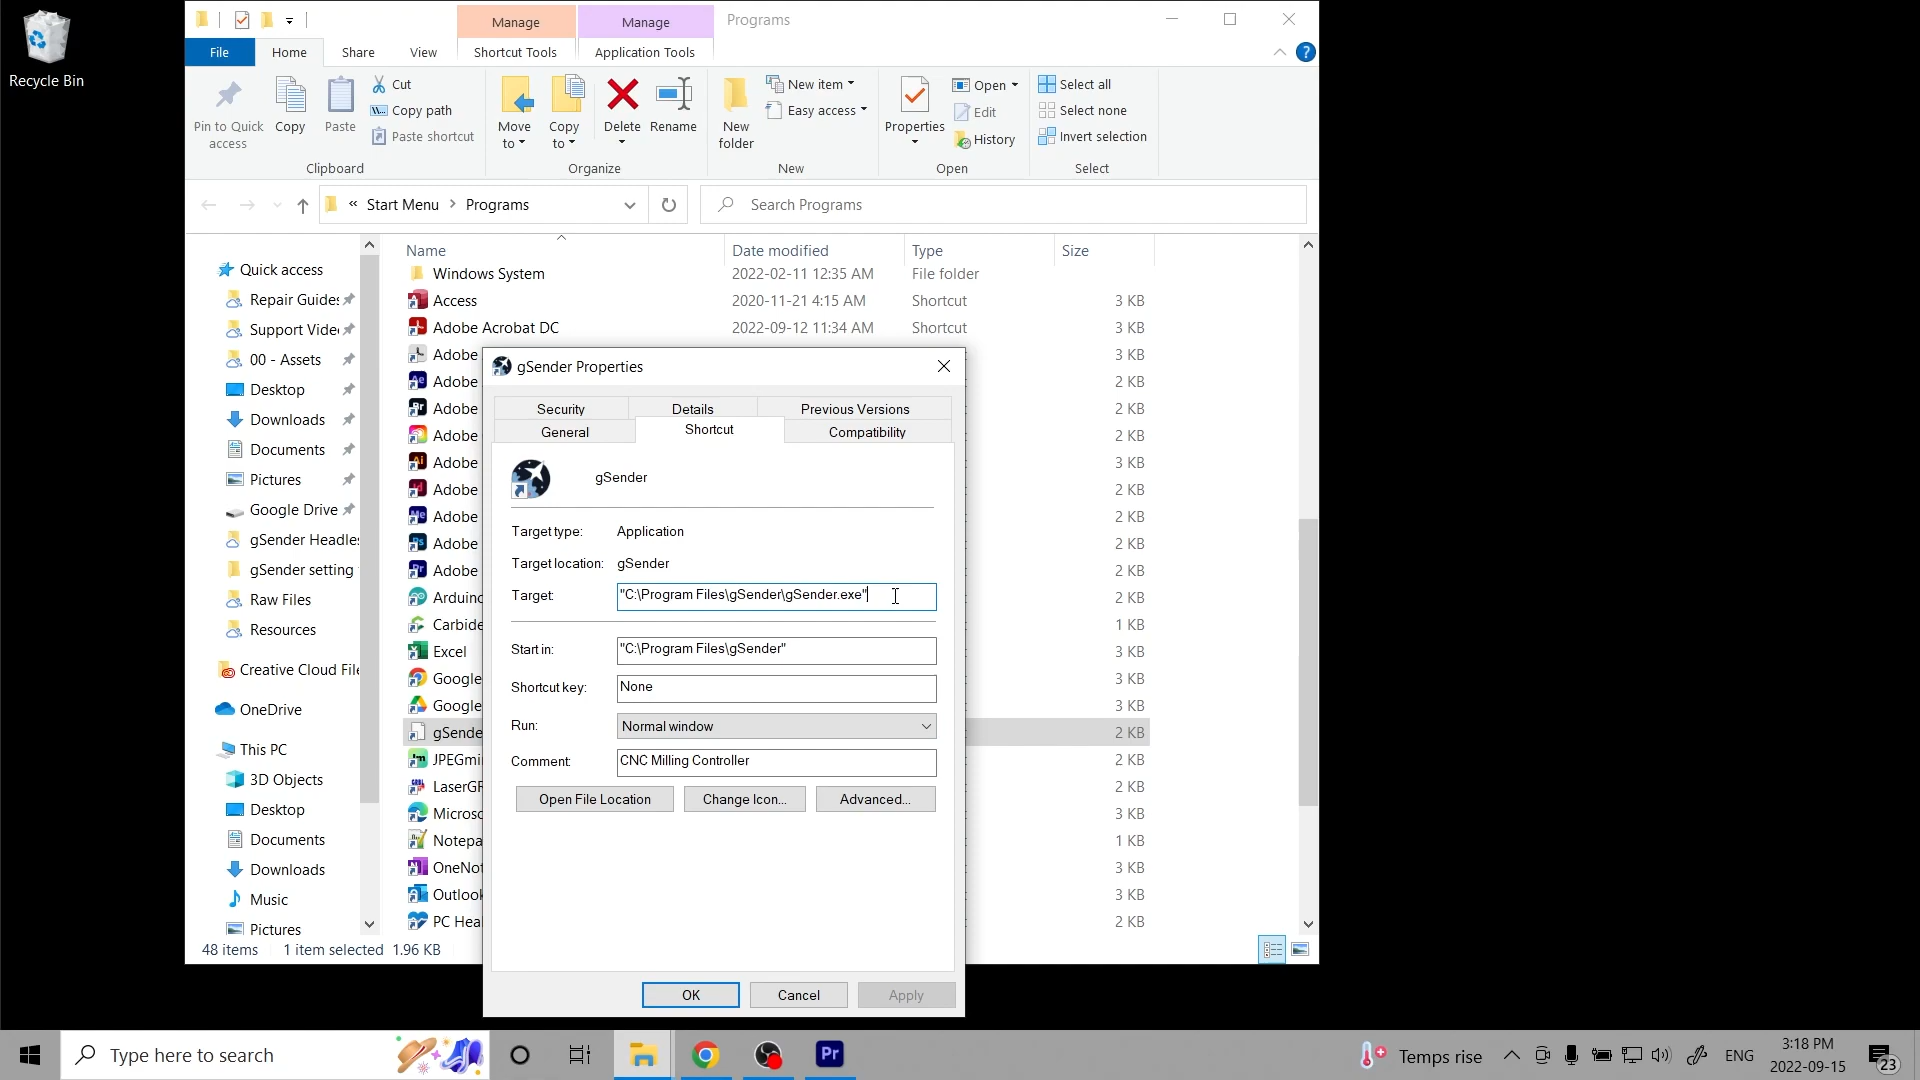 Recycle Bin
Manage
Manage
Programs
File
Home
Share
View
Shortcut Tools
Application Tools
Pin to Quick access
Copy
Paste
Cut
Copy path
Paste shortcut
Clipboard
Move to
Copy to
Delete
Rename
Organize
New folder
New item
Easy access
New
Properties
Open
Edit
History
Open
Select all
Select none
Invert selection
Select
« Start Menu > Programs
Search Programs
Name
Date modified
Type
Size
Quick access
Repair Guides
Support Vide
00 - Assets
Desktop
Downloads
Documents
Pictures
Google Drive
gSender Headles
gSender setting
Raw Files
Resources
Creative Cloud File
OneDrive
This PC
3D Objects
Desktop
Documents
Downloads
Music
Pictures
Windows System 2022-02-11 12:35 AM File folder
Access 2020-11-21 4:15 AM Shortcut 3 KB
Adobe Acrobat DC 2022-09-12 11:34 AM Shortcut 3 KB
Adobe 3 KB
Adobe 2 KB
Adobe 2 KB
Adobe 2 KB
Adobe 3 KB
Adobe 2 KB
Adobe 2 KB
Adobe 2 KB
Adobe 2 KB
Arduino 2 KB
Carbide 1 KB
Excel 3 KB
Google 3 KB
Google 3 KB
gSende 2 KB
JPEGmi 2 KB
LaserGR 2 KB
Microso 3 KB
Notepa 1 KB
OneNot 3 KB
Outlook 3 KB
PC Hea 2 KB
48 items 1 item selected 1.96 KB
gSender Properties
Security
Details
Previous Versions
General
Shortcut
Compatibility
gSender
Target type: Application
Target location: gSender
Target: "C:\Program Files\gSender\gSender.exe"
Start in: "C:\Program Files\gSender"
Shortcut key: None
Run: Normal window
Comment: CNC Milling Controller
Open File Location
Change Icon...
Advanced...
OK
Cancel
Apply
Type here to search
Pr
Temps rise
ENG
3:18 PM
2022-09-15
23